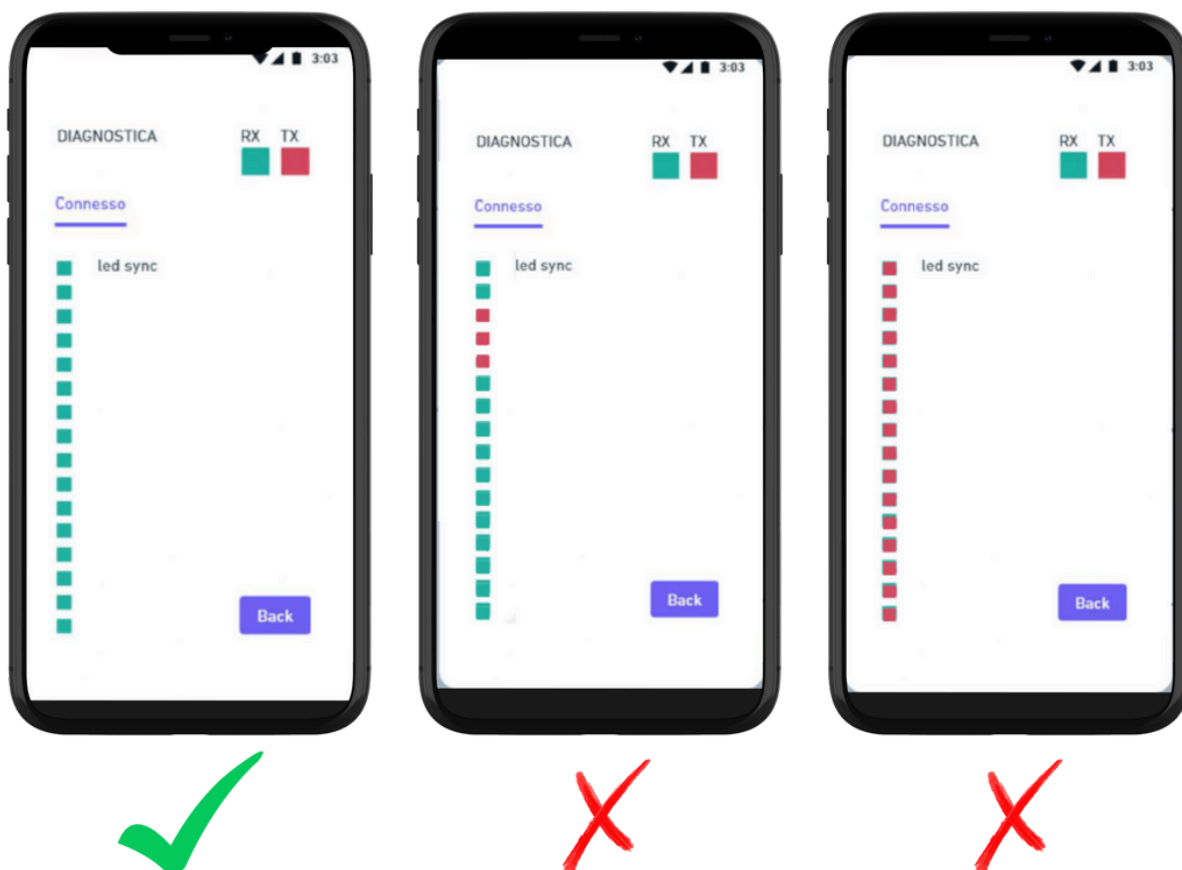 3:03
DIAGNOSTICA RX TX
Connesso
led sync
Back
3:03
DIAGNOSTICA RX TX
Connesso
led sync
Back
3:03
DIAGNOSTICA RX TX
Connesso
led sync
Back